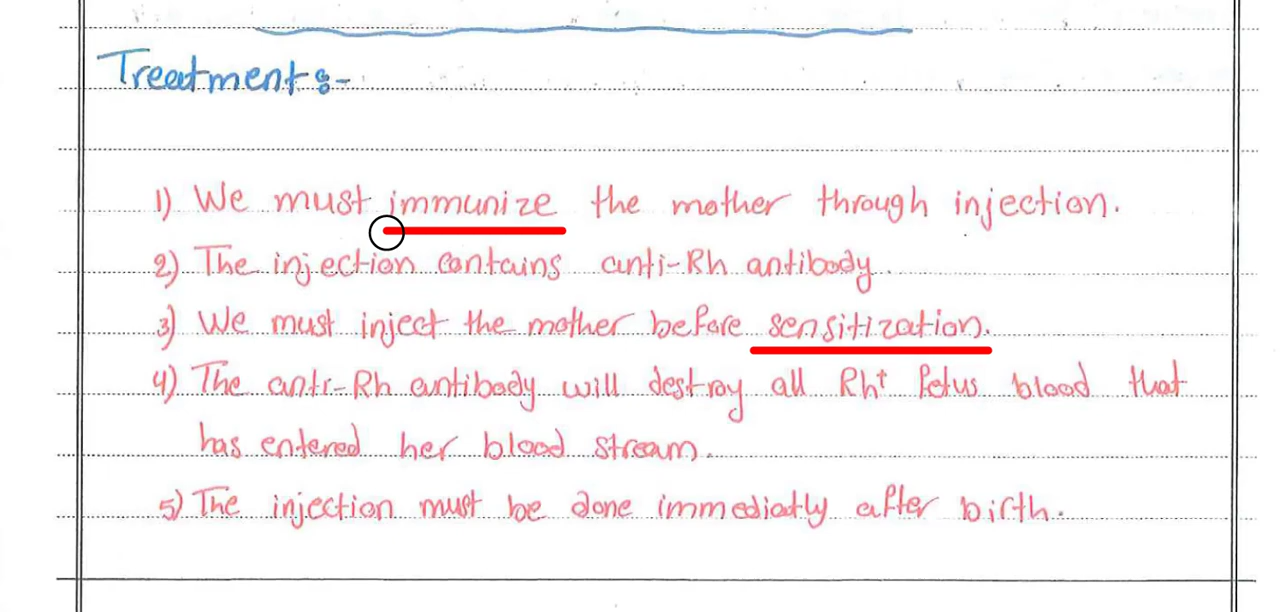 Treatment:-
1) We must immunize the mother through injection.
2) The injection contains anti-Rh antibody.
3) We must inject the mother before sensitization.
4) The anti-Rh antibody will destroy all Rh+ fetus blood that
has entered her blood stream.
5) The injection must be done immediatly after birth.